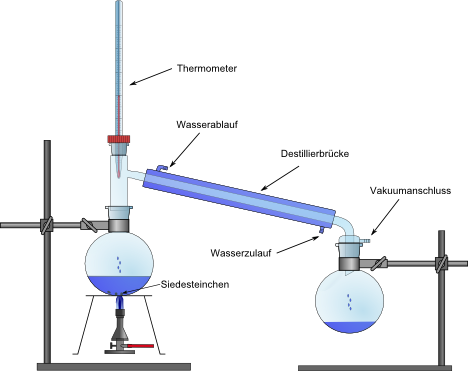 Thermometer
Wasserablauf
Destillierbrücke
Vakuumanschluss
Wasserzulauf
Siedesteinchen